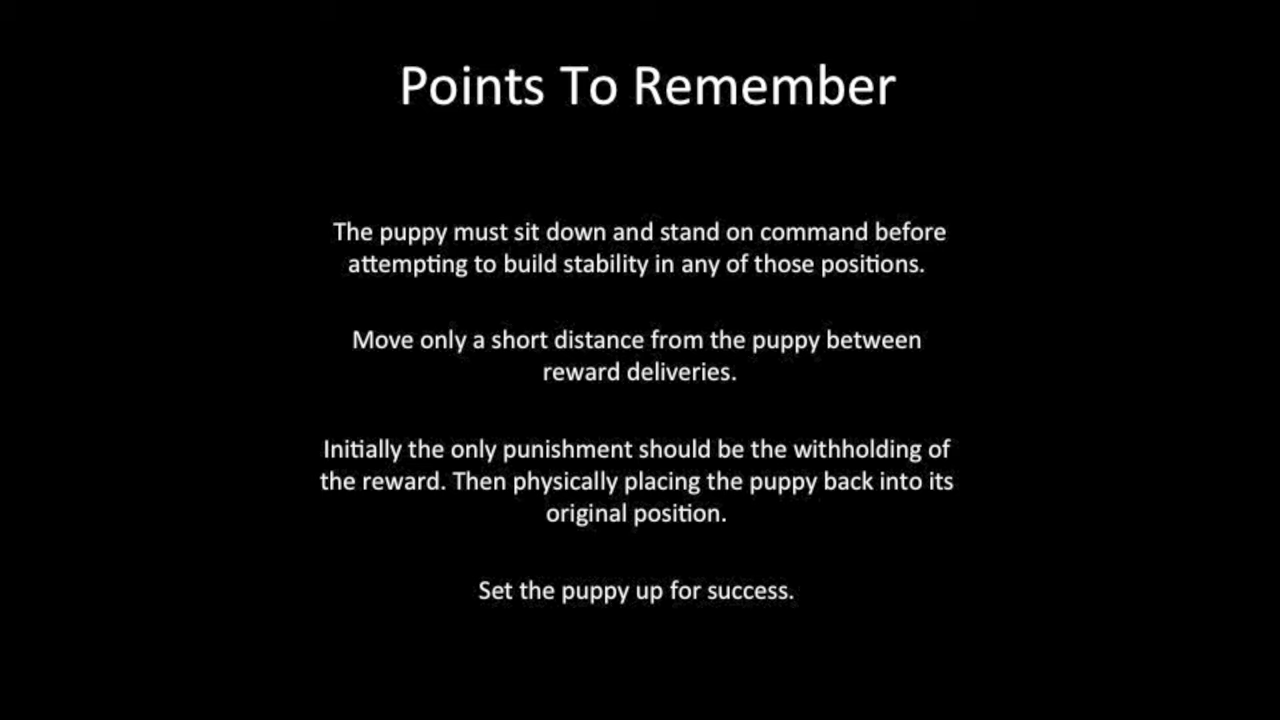 Points To Remember
The puppy must sit down and stand on command before
attempting to build stability in any of those positions.
Move only a short distance from the puppy between
reward deliveries.
Initially the only punishment should be the withholding of
the reward. Then physically placing the puppy back into its
original position.
Set the puppy up for success.